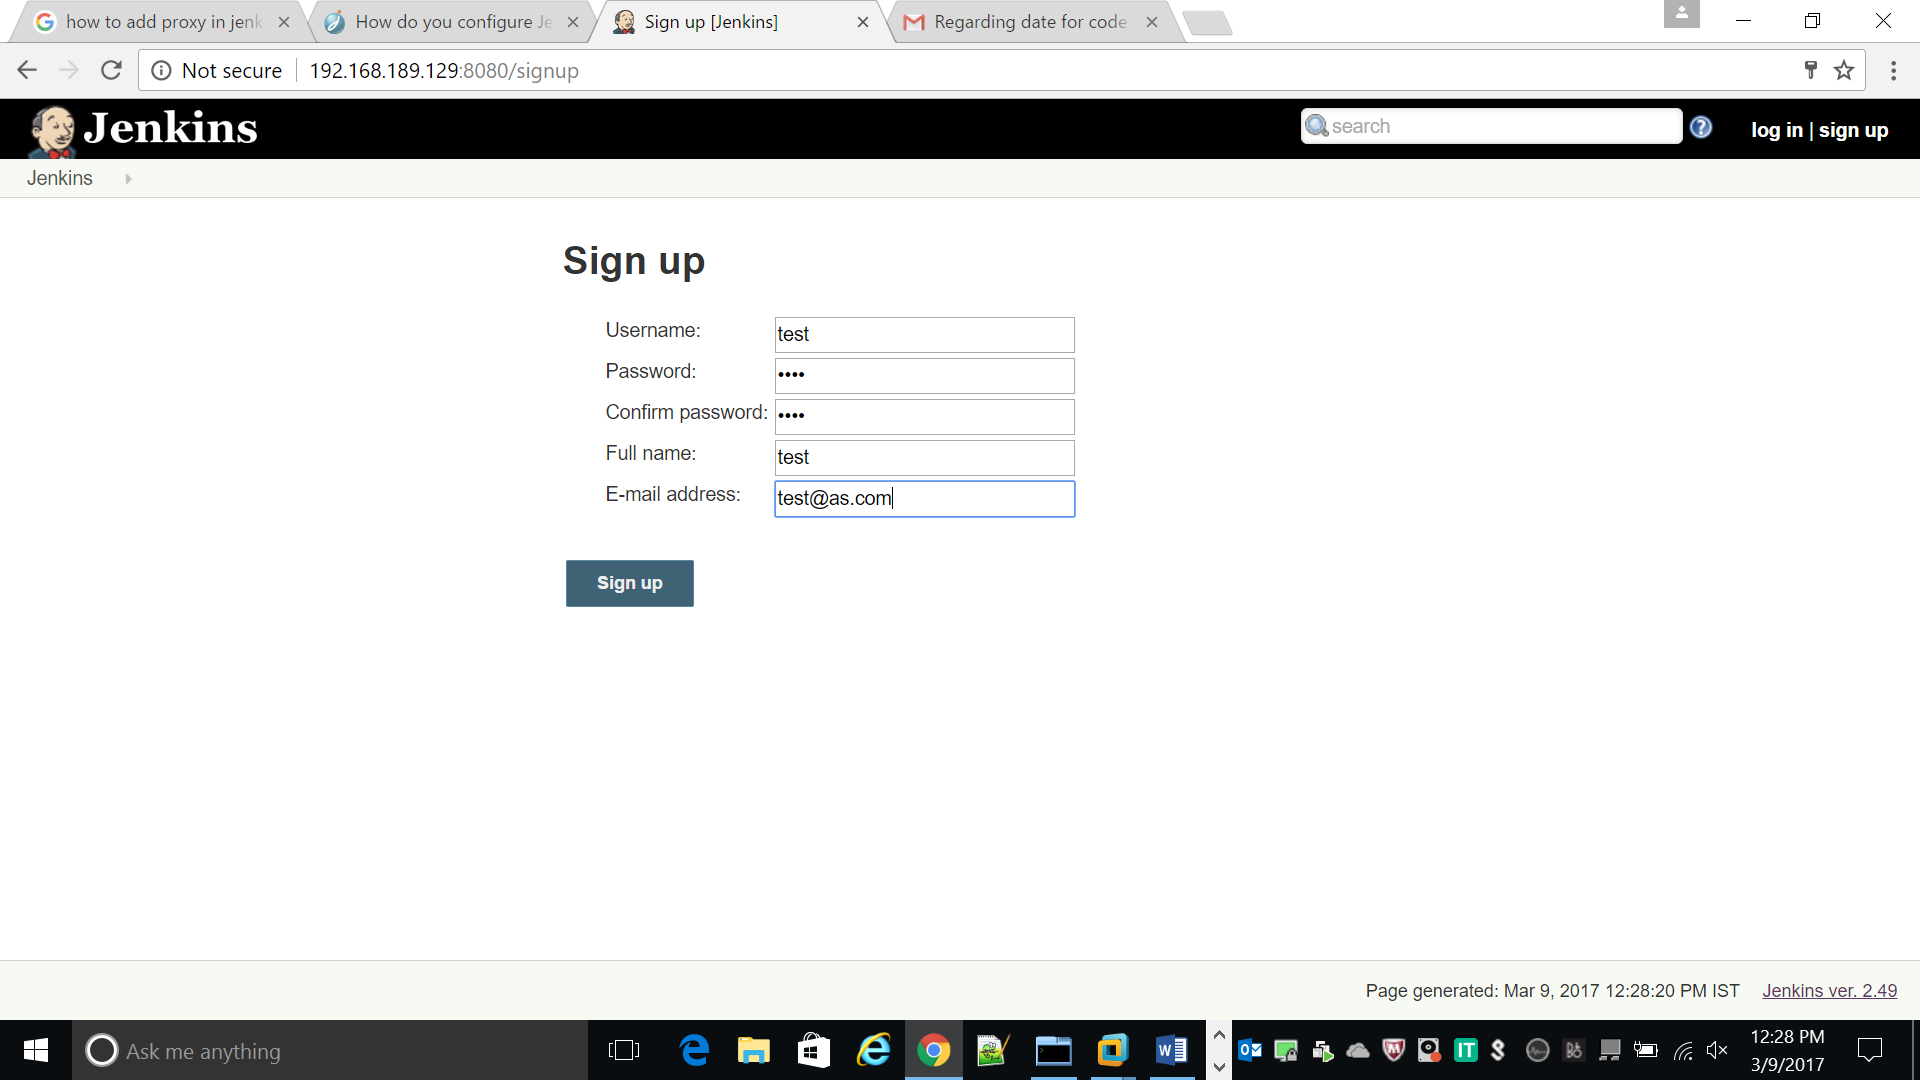 how to add proxy in jenk
How do you configure Je
Sign up [Jenkins]
Regarding date for code
Not secure
192.168.189.129:8080/signup
Jenkins
search
log in | sign up
Jenkins
Sign up
Username:
test
Password:
••••
Confirm password:
••••
Full name:
test
E-mail address:
test@as.com
Sign up
Page generated: Mar 9, 2017 12:28:20 PM IST
Jenkins ver. 2.49
Ask me anything
IT
12:28 PM
3/9/2017